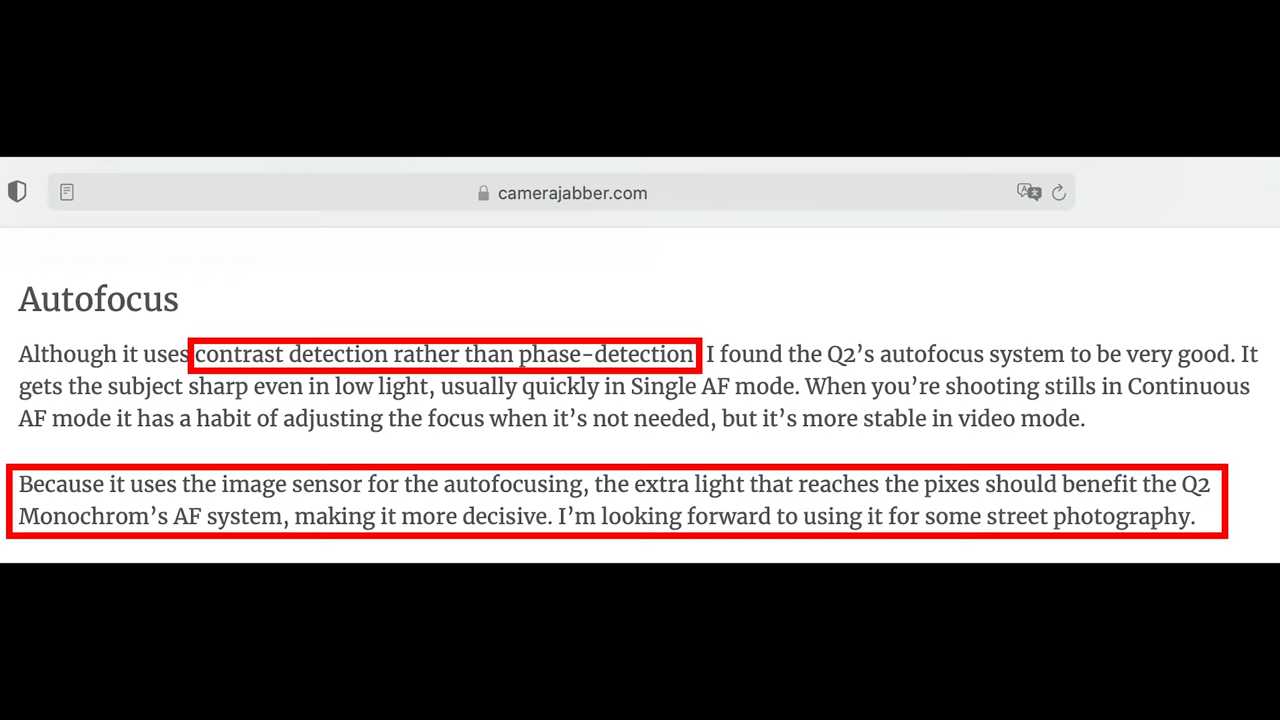 camerajabber.com
Autofocus
Although it uses contrast detection rather than phase-detection I found the Q2’s autofocus system to be very good. It
gets the subject sharp even in low light, usually quickly in Single AF mode. When you’re shooting stills in Continuous
AF mode it has a habit of adjusting the focus when it’s not needed, but it’s more stable in video mode.
Because it uses the image sensor for the autofocusing, the extra light that reaches the pixes should benefit the Q2
Monochrom’s AF system, making it more decisive. I’m looking forward to using it for some street photography.